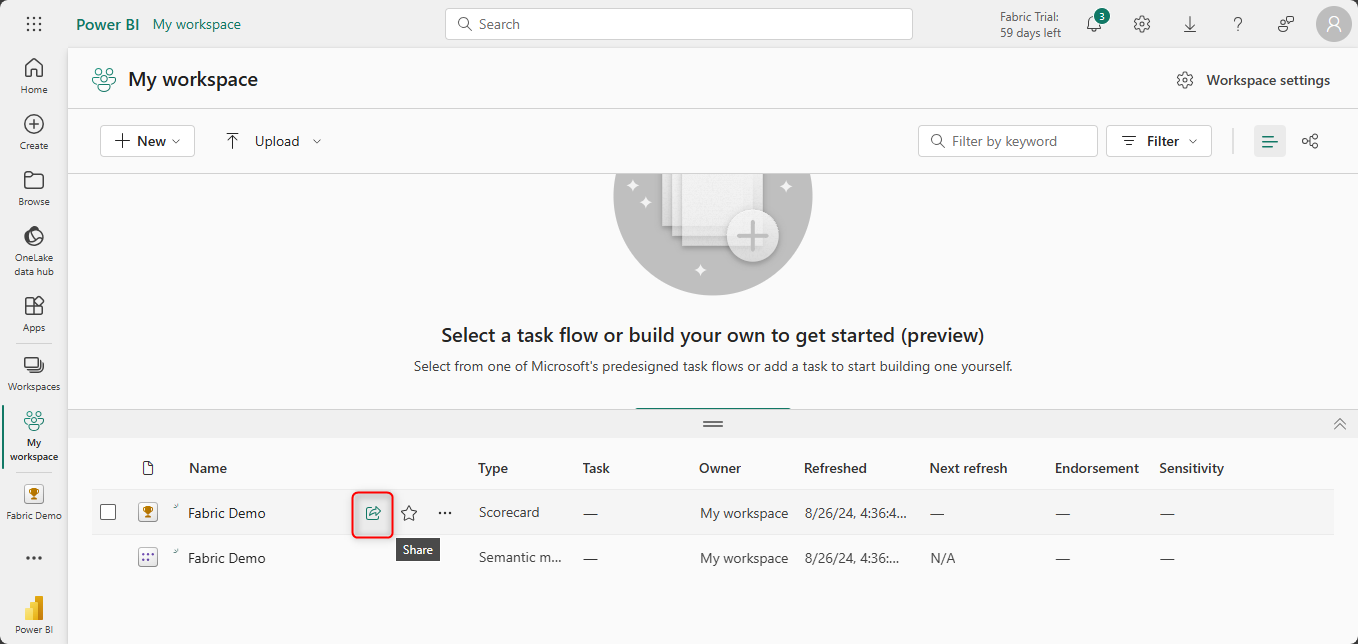 Power BI My workspace
Search
Fabric Trial:
59 days left
3
Home
Create
Browse
OneLake
data hub
Apps
Workspaces
My
workspace
Fabric Demo
Power BI
My workspace
Workspace settings
New
Upload
Filter by keyword
Filter
Select a task flow or build your own to get started (preview)
Select from one of Microsoft's predesigned task flows or add a task to start building one yourself.
Name Type Task Owner Refreshed Next refresh Endorsement Sensitivity
Fabric Demo Scorecard — My workspace 8/26/24, 4:36:4... — — —
Share
Fabric Demo Semantic m... — My workspace 8/26/24, 4:36:... N/A — —